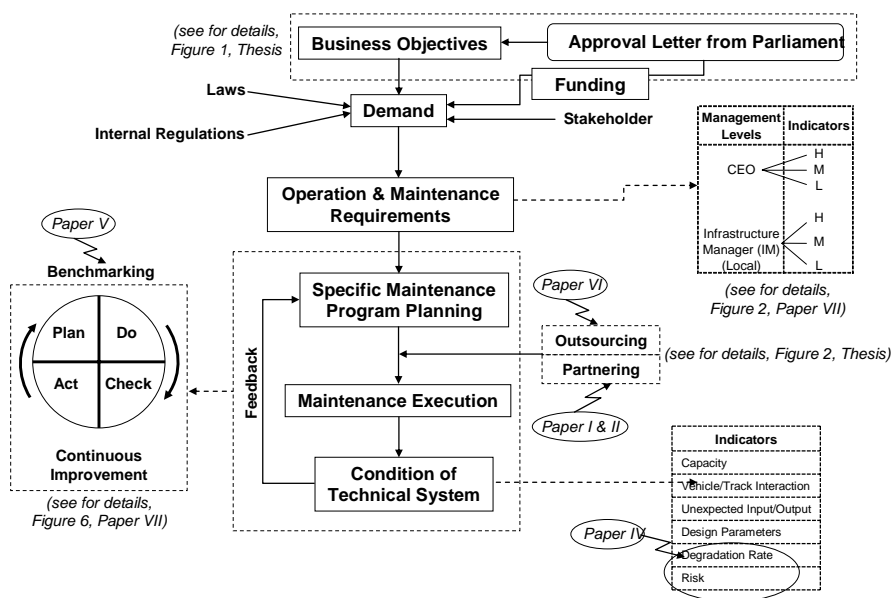 (see for details,
Figure 1, Thesis
Business Objectives
Approval Letter from Parliament
Funding
Laws
Demand
Internal Regulations
Stakeholder
Management
Levels
Indicators
CEO
H
M
L
Infrastructure
Manager (IM)
(Local)
H
M
L
(see for details,
Figure 2, Paper VII)
Operation & Maintenance
Requirements
Paper V
Benchmarking
Plan
Do
Act
Check
Continuous
Improvement
(see for details,
Figure 6, Paper VII)
Feedback
Specific Maintenance
Program Planning
Paper VI
Outsourcing
Partnering
(see for details, Figure 2, Thesis)
Paper I & II
Maintenance Execution
Condition of
Technical System
Indicators
Capacity
Vehicle/Track Interaction
Unexpected Input/Output
Design Parameters
Degradation Rate
Risk
Paper IV